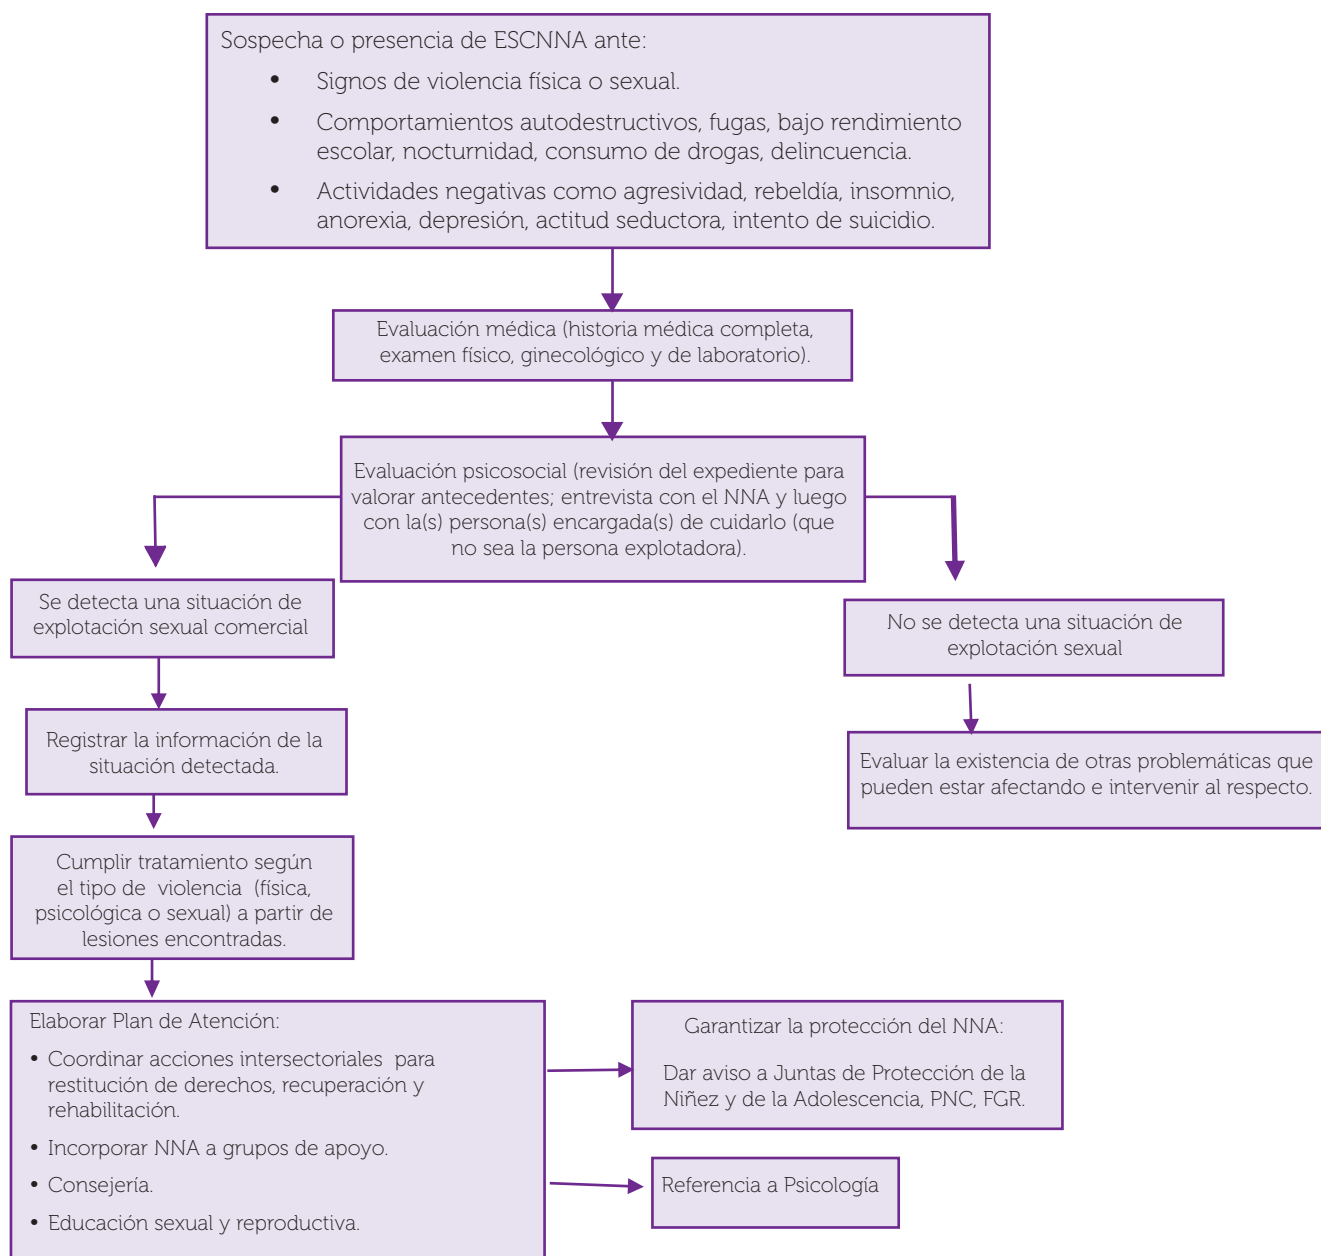 Sospecha o presencia de ESCNNA ante:
• Signos de violencia física o sexual.
• Comportamientos autodestructivos, fugas, bajo rendimiento
escolar, nocturnidad, consumo de drogas, delincuencia.
• Actividades negativas como agresividad, rebeldía, insomnio,
anorexia, depresión, actitud seductora, intento de suicidio.
Evaluación médica (historia médica completa,
examen físico, ginecológico y de laboratorio).
Evaluación psicosocial (revisión del expediente para
valorar antecedentes; entrevista con el NNA y luego
con la(s) persona(s) encargada(s) de cuidarlo (que
no sea la persona explotadora).
Se detecta una situación de
explotación sexual comercial
No se detecta una situación de
explotación sexual
Registrar la información de la
situación detectada.
Evaluar la existencia de otras problemáticas que
pueden estar afectando e intervenir al respecto.
Cumplir tratamiento según
el tipo de violencia (física,
psicológica o sexual) a partir de
lesiones encontradas.
Elaborar Plan de Atención:
• Coordinar acciones intersectoriales para
restitución de derechos, recuperación y
rehabilitación.
• Incorporar NNA a grupos de apoyo.
• Consejería.
• Educación sexual y reproductiva.
Garantizar la protección del NNA:
Dar aviso a Juntas de Protección de la
Niñez y de la Adolescencia, PNC, FGR.
Referencia a Psicología